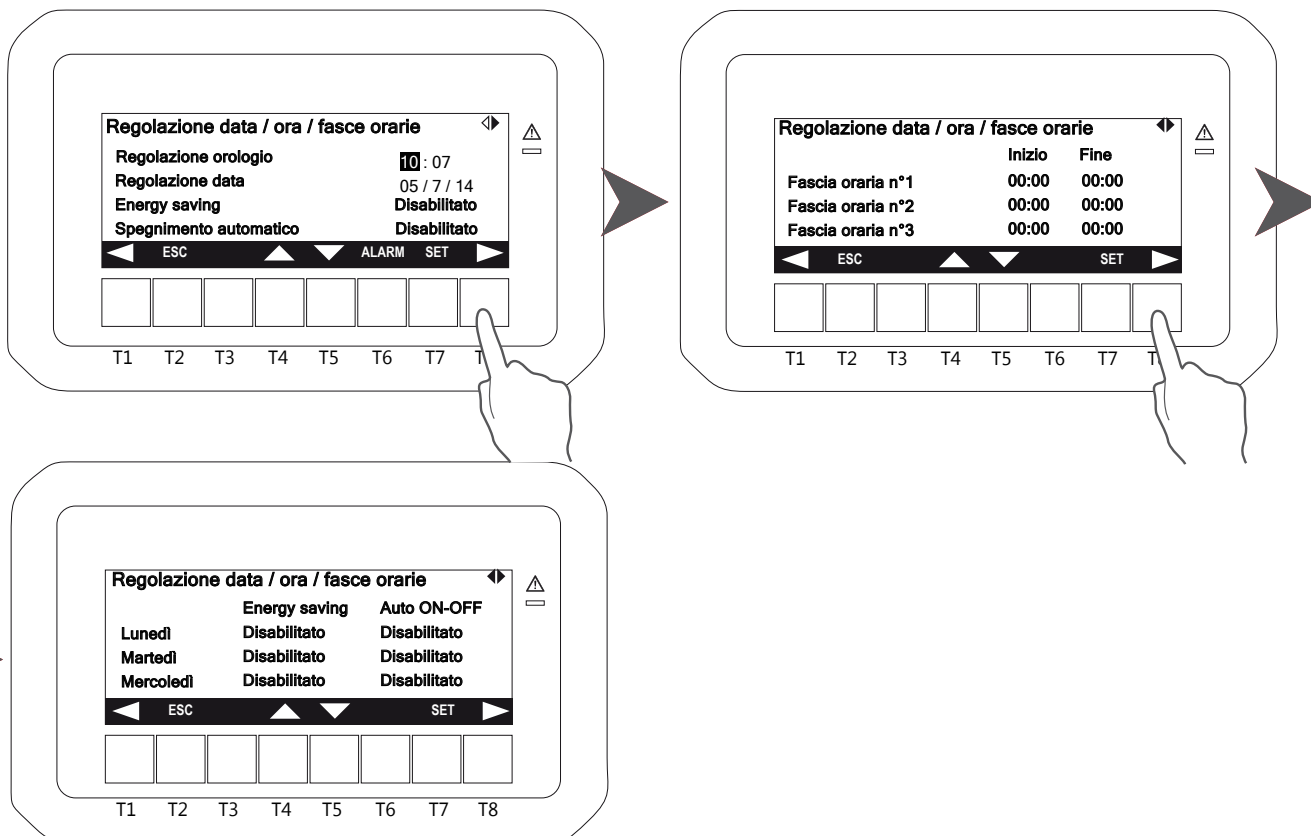 Regolazione data / ora / fasce orarie
Regolazione orologio 10 : 07
Regolazione data 05 / 7 / 14
Energy saving Disabilitato
Spegnimento automatico Disabilitato
ESC ALARM SET
T1 T2 T3 T4 T5 T6 T7 T
Regolazione data / ora / fasce orarie
Inizio Fine
Fascia oraria n°1 00:00 00:00
Fascia oraria n°2 00:00 00:00
Fascia oraria n°3 00:00 00:00
ESC SET
T1 T2 T3 T4 T5 T6 T7 T8
Regolazione data / ora / fasce orarie
Energy saving Auto ON-OFF
Lunedì Disabilitato Disabilitato
Martedì Disabilitato Disabilitato
Mercoledì Disabilitato Disabilitato
ESC SET
T1 T2 T3 T4 T5 T6 T7 T8